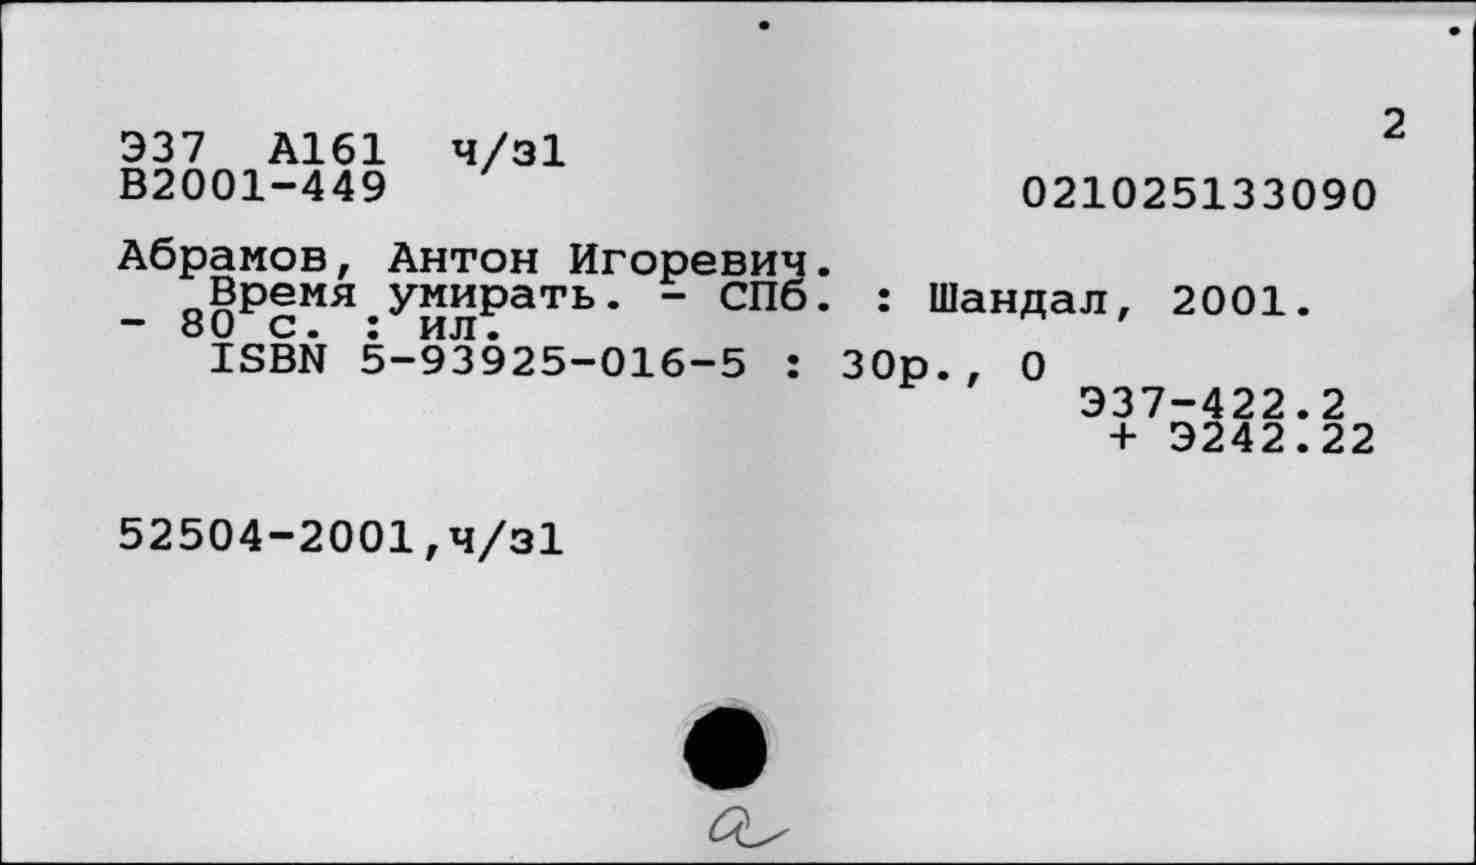 2
Э37 А161 ч/з1
В2001-449 021025133090
Абрамов, Антон Игоревич.
Время умирать. - СПб. : Шандал, 2001.
- 80 с. : ил.
ISBN 5-93925-016-5 : 30р., 0
Э37-422.2
+ Э242.22
52504-2001,ч/з1
а